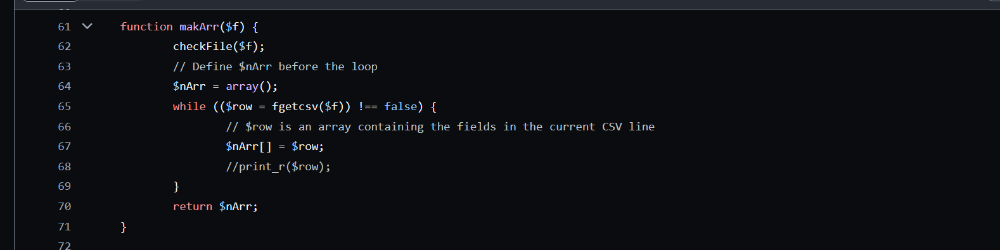 61 function makArr($f) {
62 checkFile($f);
63 // Define $nArr before the loop
64 $nArr = array();
65 while (($row = fgetcsv($f)) !== false) {
66 // $row is an array containing the fields in the current CSV line
67 $nArr[] = $row;
68 //print_r($row);
69 }
70 return $nArr;
71 }
72